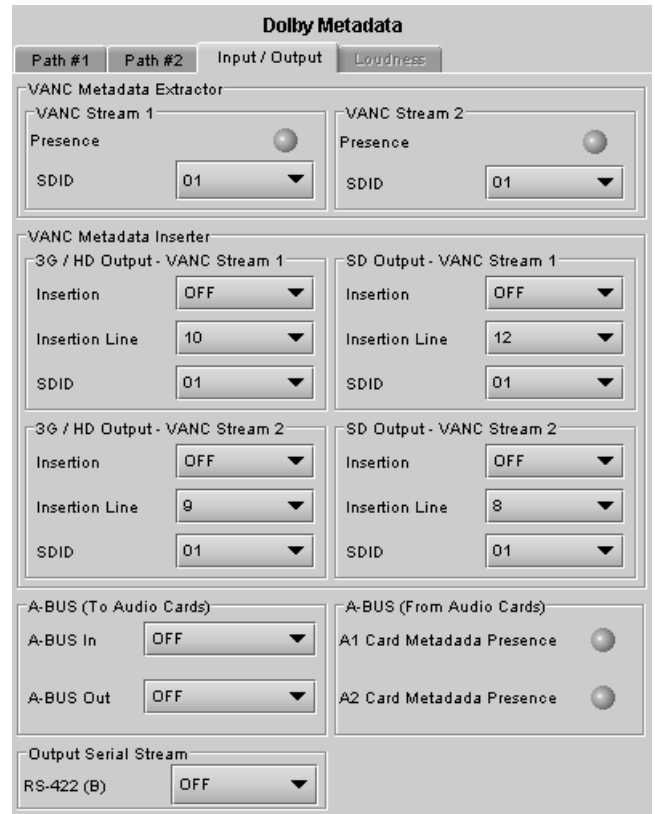 Dolby Metadata
Path #1 Path #2 Input / Output Loudness
VANC Metadata Extractor
VANC Stream 1
Presence
SDID 01
VANC Stream 2
Presence
SDID 01
VANC Metadata Inserter
3G / HD Output - VANC Stream 1
Insertion OFF
Insertion Line 10
SDID 01
SD Output - VANC Stream 1
Insertion OFF
Insertion Line 12
SDID 01
3G / HD Output - VANC Stream 2
Insertion OFF
Insertion Line 9
SDID 01
SD Output - VANC Stream 2
Insertion OFF
Insertion Line 8
SDID 01
A-BUS (To Audio Cards)
A-BUS In OFF
A-BUS Out OFF
A-BUS (From Audio Cards)
A1 Card Metadada Presence
A2 Card Metadada Presence
Output Serial Stream
RS-422 (B) OFF